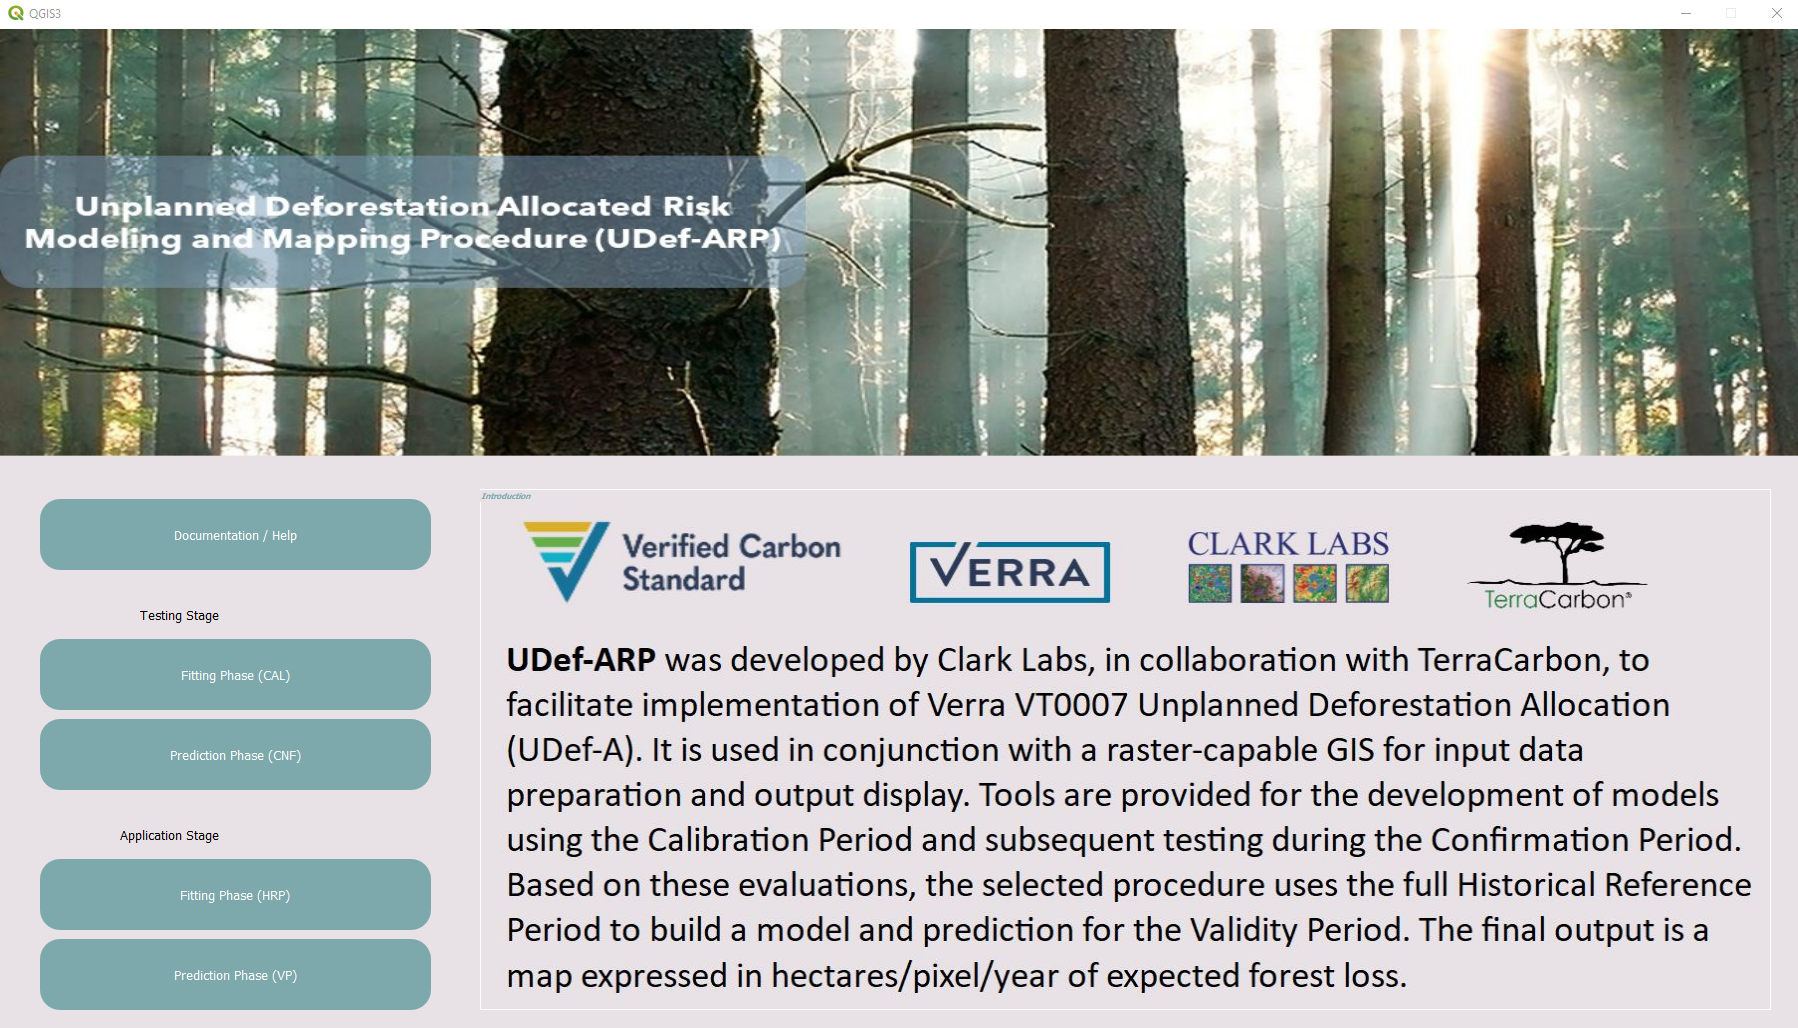 QGIS3
Unplanned Deforestation Allocated Risk
Modeling and Mapping Procedure (UDef-ARP)
Documentation / Help
Testing Stage
Fitting Phase (CAL)
Prediction Phase (CNF)
Application Stage
Fitting Phase (HRP)
Prediction Phase (VP)
Introduction
Verified Carbon
Standard
VERRA
CLARK LABS
TerraCarbon®
UDef-ARP was developed by Clark Labs, in collaboration with TerraCarbon, to
facilitate implementation of Verra VT0007 Unplanned Deforestation Allocation
(UDef-A). It is used in conjunction with a raster-capable GIS for input data
preparation and output display. Tools are provided for the development of models
using the Calibration Period and subsequent testing during the Confirmation Period.
Based on these evaluations, the selected procedure uses the full Historical Reference
Period to build a model and prediction for the Validity Period. The final output is a
map expressed in hectares/pixel/year of expected forest loss.